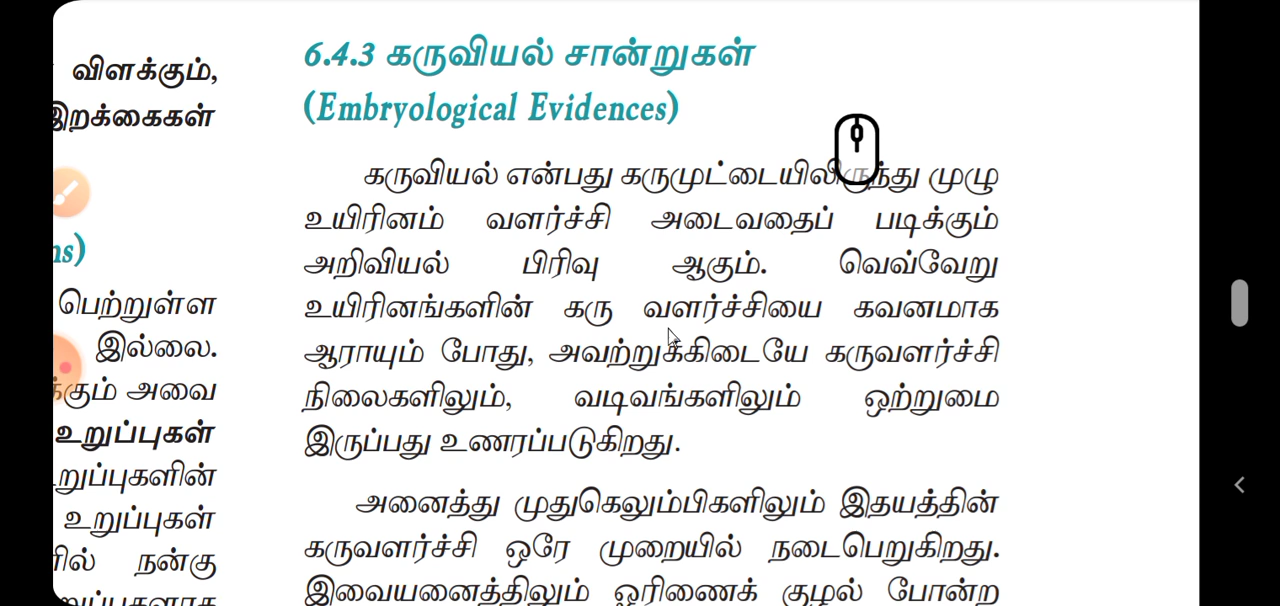 விளக்கும்,
இறக்கைகள்
ns)
பெற்றுள்ள
இல்லை.
க்கும் அவை
உறுப்புகள்
றுப்புகளின்
உறுப்புகள்
ரில் நன்கு
6.4.3 கருவியல் சான்றுகள்
(Embryological Evidences)
கருவியல் என்பது கருமுட்டையிலிருந்து முழு
உயிரினம் வளர்ச்சி அடைவதைப் படிக்கும்
அறிவியல் பிரிவு ஆகும். வெவ்வேறு
உயிரினங்களின் கரு வளர்ச்சியை கவனமாக
ஆராயும் போது, அவற்றுக்கிடையே கருவளர்ச்சி
நிலைகளிலும், வடிவங்களிலும் ஒற்றுமை
இருப்பது உணரப்படுகிறது.
அனைத்து முதுகெலும்பிகளிலும் இதயத்தின்
கருவளர்ச்சி ஒரே முறையில் நடைபெறுகிறது.
இவையனைத்திலும் ஓரிணைக் குழல் போன்ற